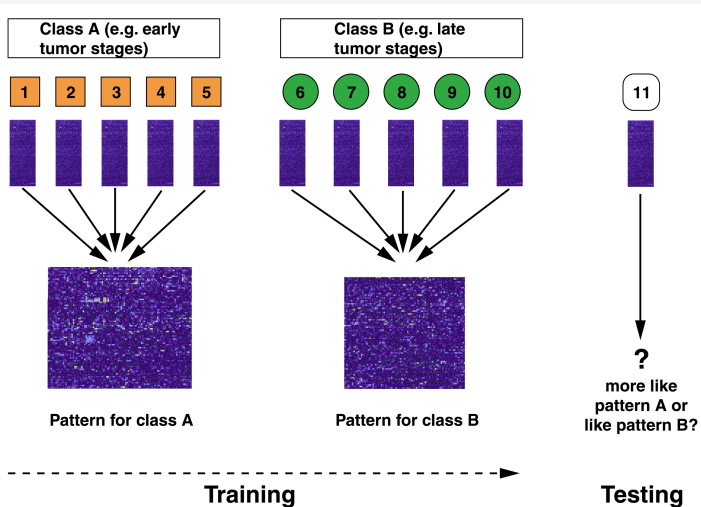 Class A (e.g. early
tumor stages)
Class B (e.g. late
tumor stages)
1 2 3 4 5 6 7 8 9 10 11
?
more like
pattern A or
like pattern B?
Pattern for class A
Pattern for class B
Training
Testing